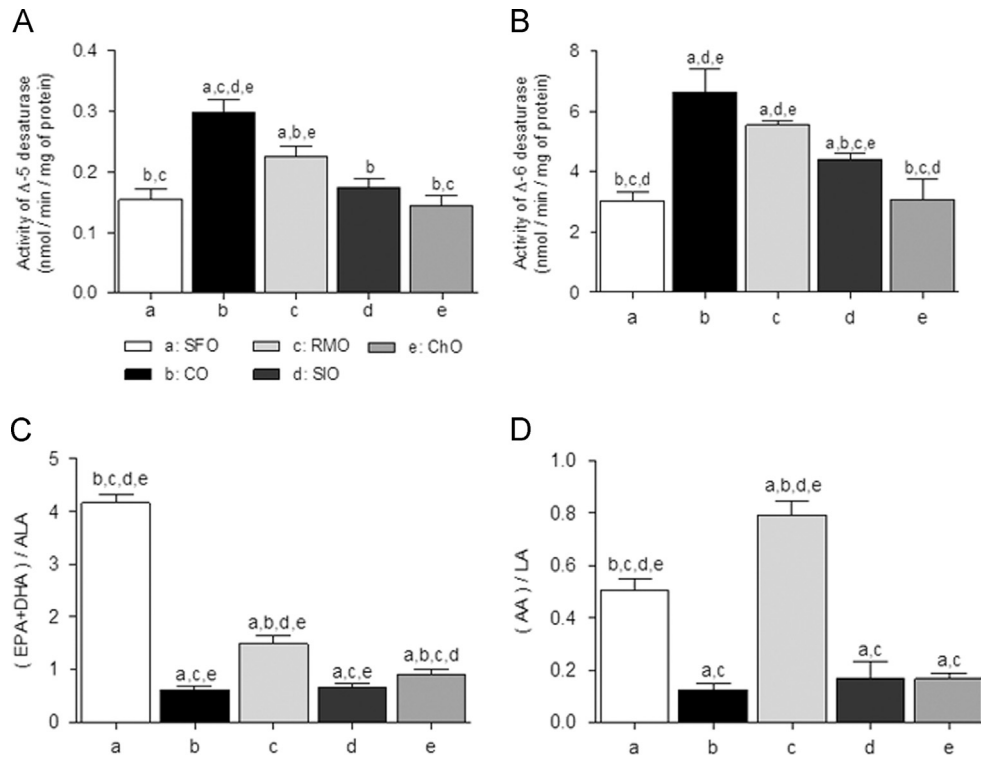 A
Activity of Δ-5 desaturase
(nmol / min / mg of protein)
0.4
0.3
0.2
0.1
0.0
b,c
a,c,d,e
a,b,e
b
b,c
a
b
c
d
e
a: SFO
c: RMO
e: ChO
b: CO
d: SIO
B
Activity of Δ-6 desaturase
(nmol / min / mg of protein)
8
6
4
2
0
b,c,d
a,d,e
a,d,e
a,b,c,e
b,c,d
a
b
c
d
e
C
( EPA+DHA ) / ALA
5
4
3
2
1
0
b,c,d,e
a,c,e
a,b,d,e
a,c,e
a,b,c,d
a
b
c
d
e
D
( AA ) / LA
1.0
0.8
0.6
0.4
0.2
0.0
b,c,d,e
a,c
a,b,d,e
a,c
a,c
a
b
c
d
e